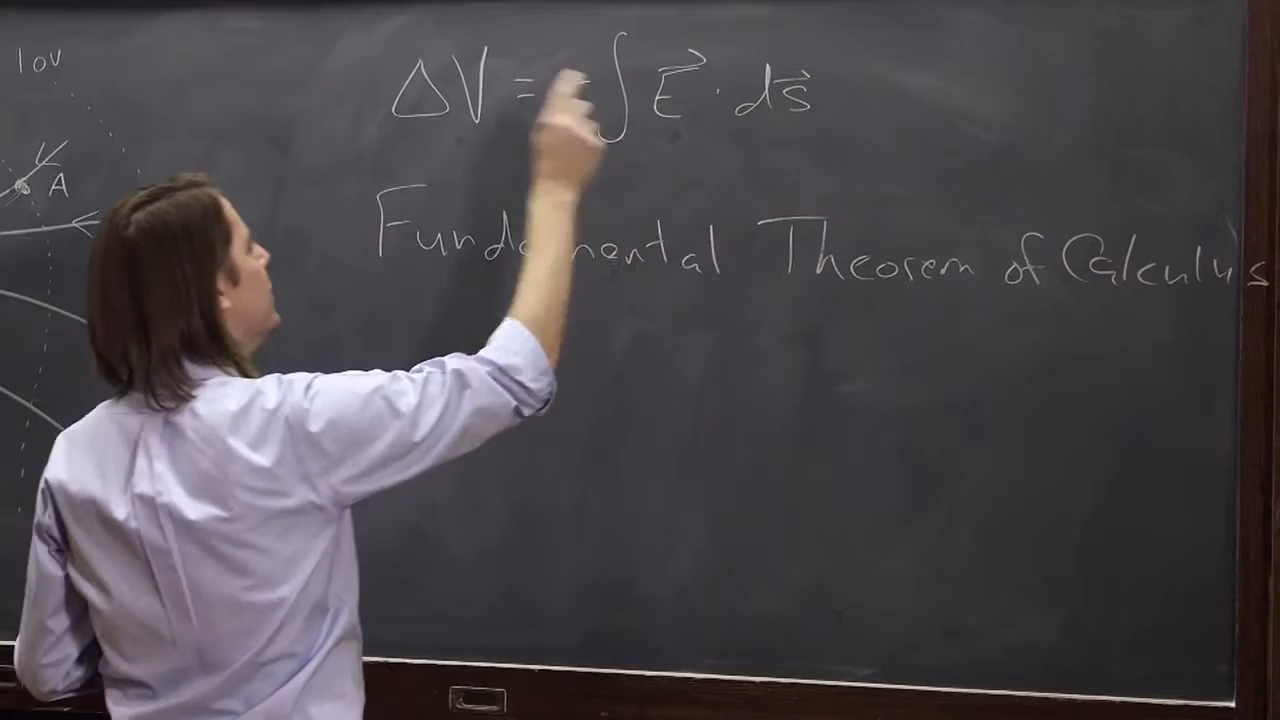 10V
A
ΔV = -∫ E⃗ · ds⃗
Fundamental Theorem of Calculus